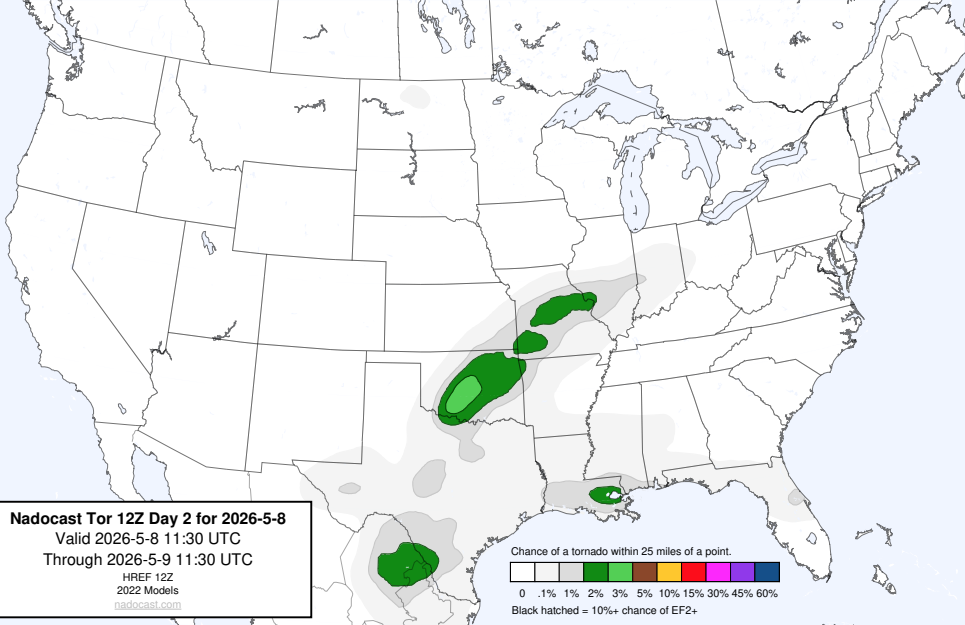 Nadocast Tor 12Z Day 2 for 2026-5-8
Valid 2026-5-8 11:30 UTC
Through 2026-5-9 11:30 UTC
HREF 12Z
2022 Models
nadocast.com
Chance of a tornado within 25 miles of a point.
0 .1% 1% 2% 3% 5% 10% 15% 30% 45% 60%
Black hatched = 10%+ chance of EF2+